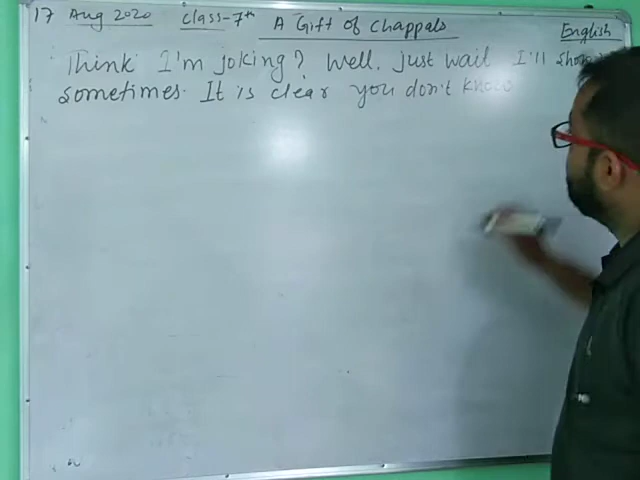 17 Aug 2020 Class-7th A Gift of Chappals English
Think I'm joking? Well. just wait I'll
sometimes. It is clear you don't know